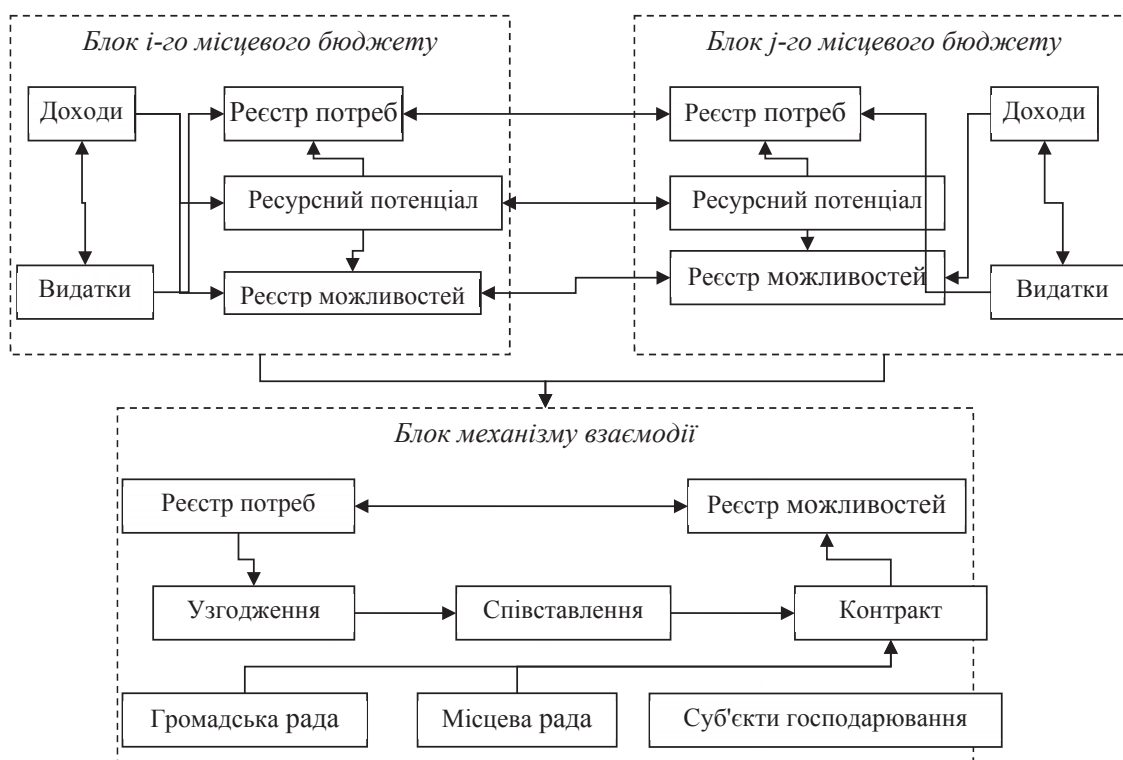 Блок i-го місцевого бюджету
Доходи
Реєстр потреб
Ресурсний потенціал
Видатки
Реєстр можливостей
Блок j-го місцевого бюджету
Реєстр потреб
Доходи
Ресурсний потенціал
Реєстр можливостей
Видатки
Блок механізму взаємодії
Реєстр потреб
Реєстр можливостей
Узгодження
Співставлення
Контракт
Громадська рада
Місцева рада
Суб'єкти господарювання